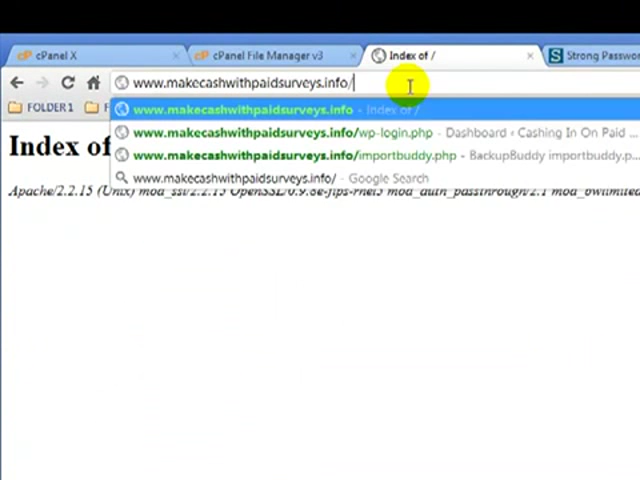 cPanel X
cPanel File Manager v3
Index of /
Strong Passwo
www.makecashwithpaidsurveys.info/
FOLDER1
F
www.makecashwithpaidsurveys.info - Index of /
www.makecashwithpaidsurveys.info/wp-login.php - Dashboard ‹ Cashing In On Paid ...
www.makecashwithpaidsurveys.info/importbuddy.php - BackupBuddy importbuddy.p...
www.makecashwithpaidsurveys.info/ - Google Search
Index of
Apache/2.2.15 (Unix) mod_ssl/2.2.15 OpenSSL/0.9.8e-fips-rhel5 mod_auth_passthrough/2.1 mod_bwlimited